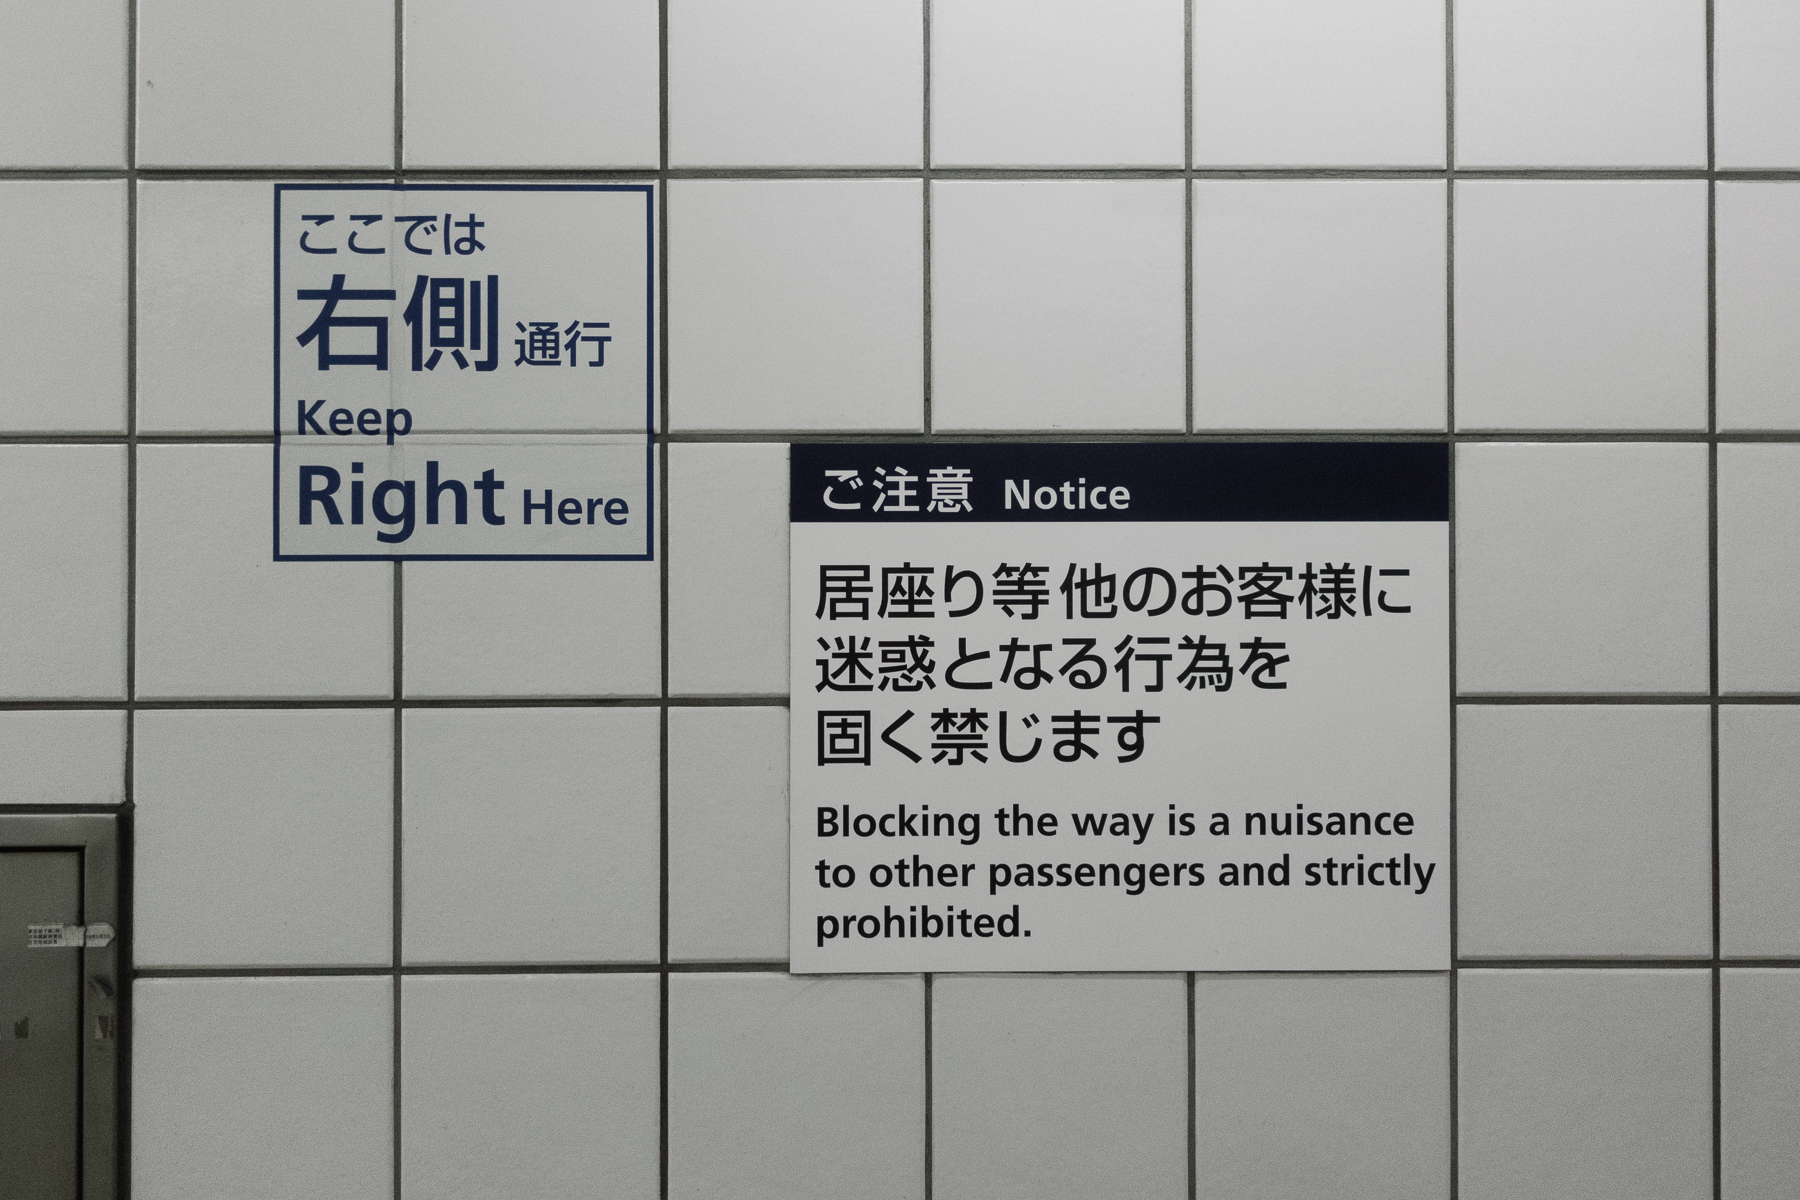 ここでは
右側 通行
Keep
Right Here
ご注意 Notice
居座り等他のお客様に
迷惑となる行為を
固く禁じます
Blocking the way is a nuisance
to other passengers and strictly
prohibited.